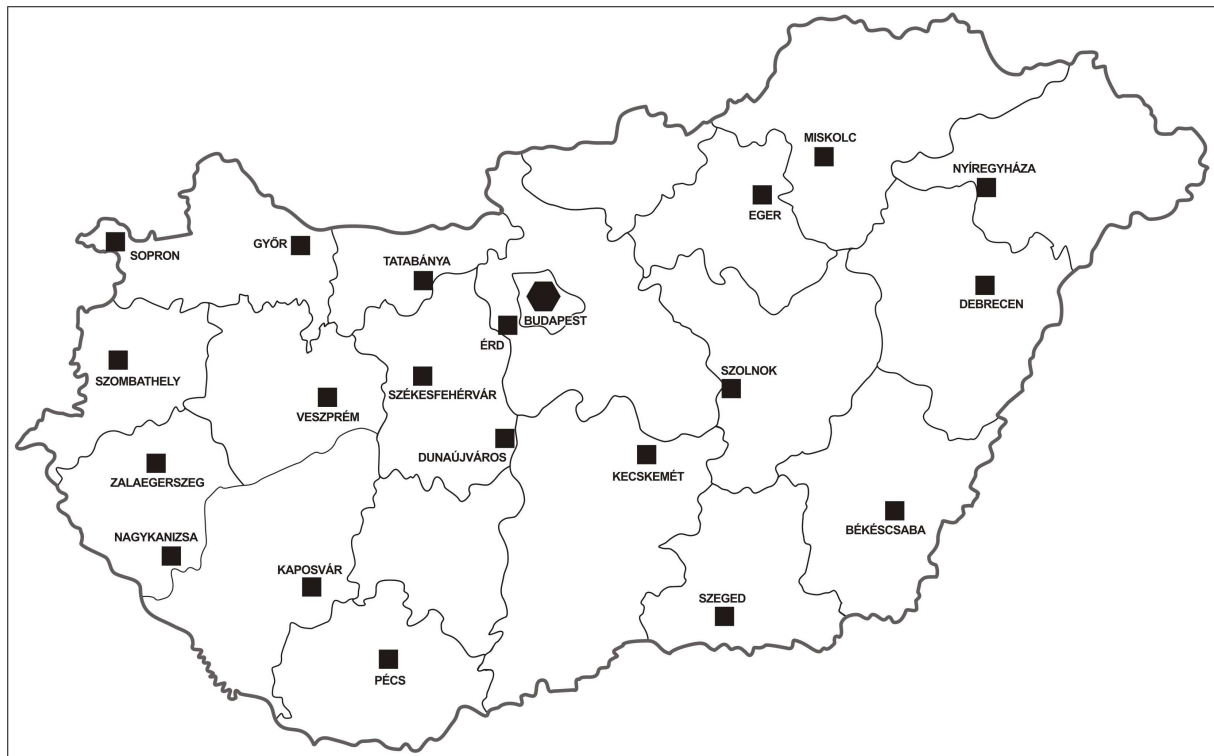 MISKOLC
NYÍREGYHÁZA
EGER
SOPRON
GYŐR
TATABÁNYA
DEBRECEN
BUDAPEST
ÉRD
SZOMBATHELY
SZOLNOK
SZÉKESFEHÉRVÁR
VESZPRÉM
DUNAÚJVÁROS
KECSKEMÉT
ZALAEGERSZEG
BÉKÉSCSABA
NAGYKANIZSA
KAPOSVÁR
SZEGED
PÉCS